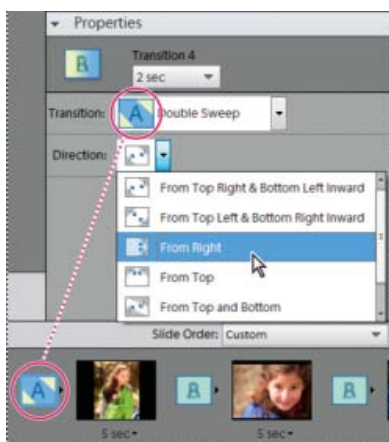 Properties
B
Transition 4
2 sec
Transition: A Double Sweep
Direction:
From Top Right & Bottom Left Inward
From Top Left & Bottom Right Inward
From Right
From Top
From Top and Bottom
Slide Order: Custom
A B B
5 sec 5 sec